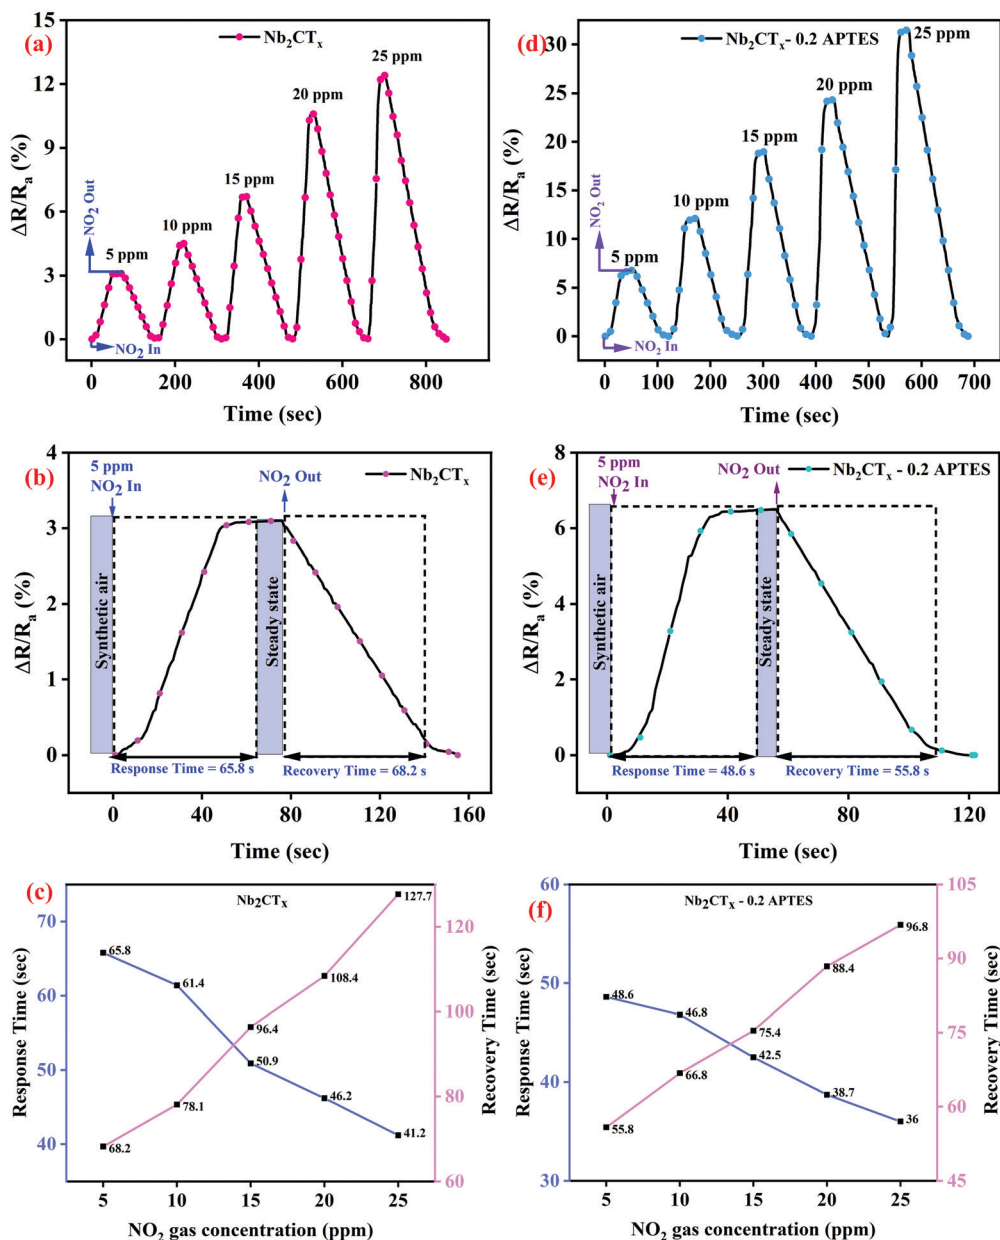 (a)
Nb₂CTₓ
25 ppm
20 ppm
15 ppm
10 ppm
5 ppm
NO₂ Out
NO₂ In
ΔR/Rₐ (%)
15
12
9
6
3
0
0 200 400 600 800
Time (sec)
(d)
Nb₂CTₓ- 0.2 APTES
25 ppm
20 ppm
15 ppm
10 ppm
5 ppm
NO₂ Out
NO₂ In
ΔR/Rₐ (%)
30
25
20
15
10
5
0
0 100 200 300 400 500 600 700
Time (sec)
(b)
5 ppm
NO₂ In
Nb₂CTₓ
NO₂ Out
Synthetic air
Steady state
Response Time = 65.8 s
Recovery Time = 68.2 s
ΔR/Rₐ (%)
4
3
2
1
0
0 40 80 120 160
Time (sec)
(e)
5 ppm
NO₂ In
NO₂ Out
Nb₂CTₓ - 0.2 APTES
Synthetic air
Steady state
Response Time = 48.6 s
Recovery Time = 55.8 s
ΔR/Rₐ (%)
8
6
4
2
0
0 40 80 120
Time (sec)
(c)
Nb₂CTₓ
127.7
65.8
61.4
108.4
96.4
50.9
78.1
46.2
41.2
68.2
Response Time (sec)
70
60
50
40
Recovery Time (sec)
120
100
80
60
5 10 15 20 25
NO₂ gas concentration (ppm)
(f)
Nb₂CTₓ - 0.2 APTES
96.8
88.4
48.6
46.8
75.4
42.5
66.8
38.7
36
55.8
Response Time (sec)
60
50
40
30
Recovery Time (sec)
105
90
75
60
45
5 10 15 20 25
NO₂ gas concentration (ppm)